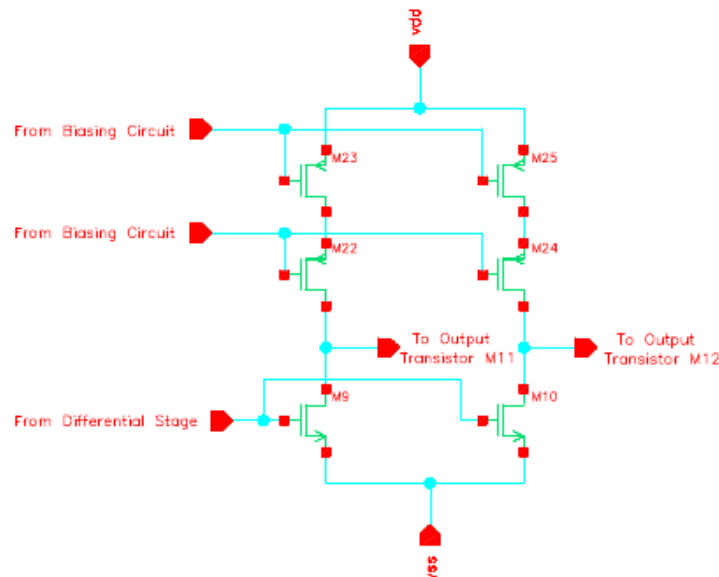 vdd
From Biasing Circuit
M23
M25
From Biasing Circuit
M22
M24
To Output
Transistor M11
To Output
Transistor M12
M9
M10
From Differential Stage
vss